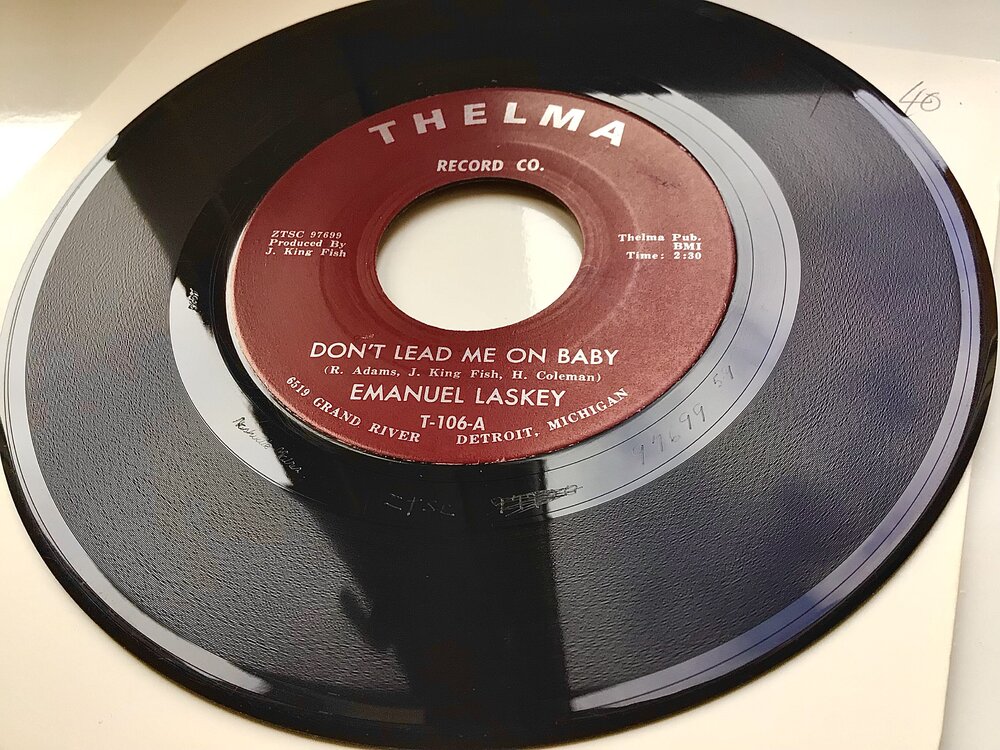 THELMA
RECORD CO.
ZTSC 97699
Produced By
J. King Fish
Thelma Pub.
BMI
Time: 2:30
DON'T LEAD ME ON BABY
(R. Adams, J. King Fish, H. Coleman)
EMANUEL LASKEY
T-106-A
6519 GRAND RIVER DETROIT, MICHIGAN
97699
40